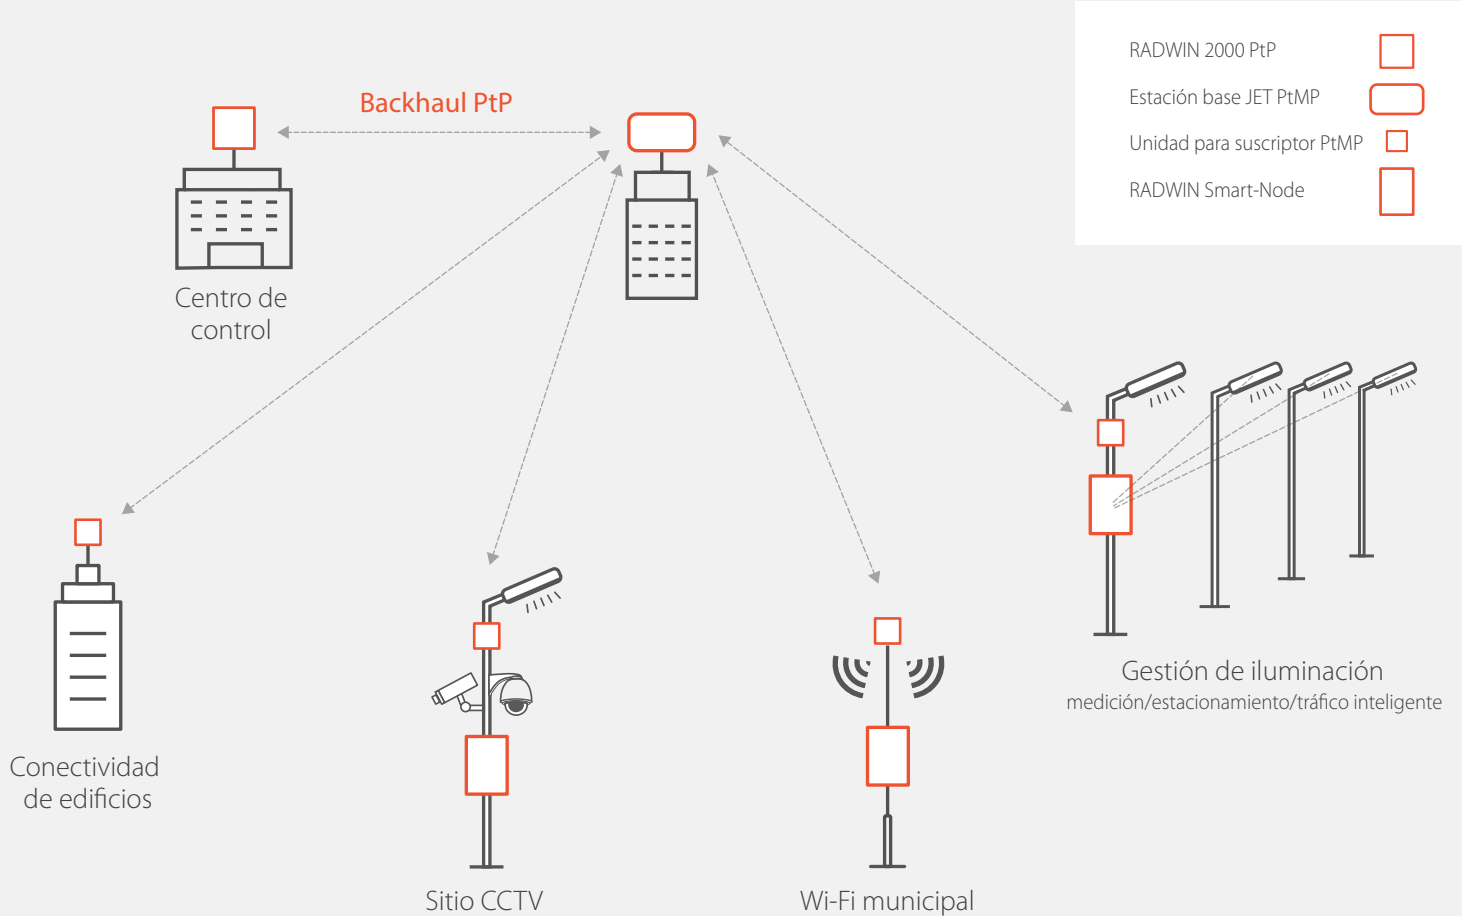 RADWIN 2000 PtP
Estación base JET PtMP
Unidad para suscriptor PtMP
RADWIN Smart-Node
Backhaul PtP
Centro de
control
Gestión de iluminación
medición/estacionamiento/tráfico inteligente
Conectividad
de edificios
Sitio CCTV
Wi-Fi municipal